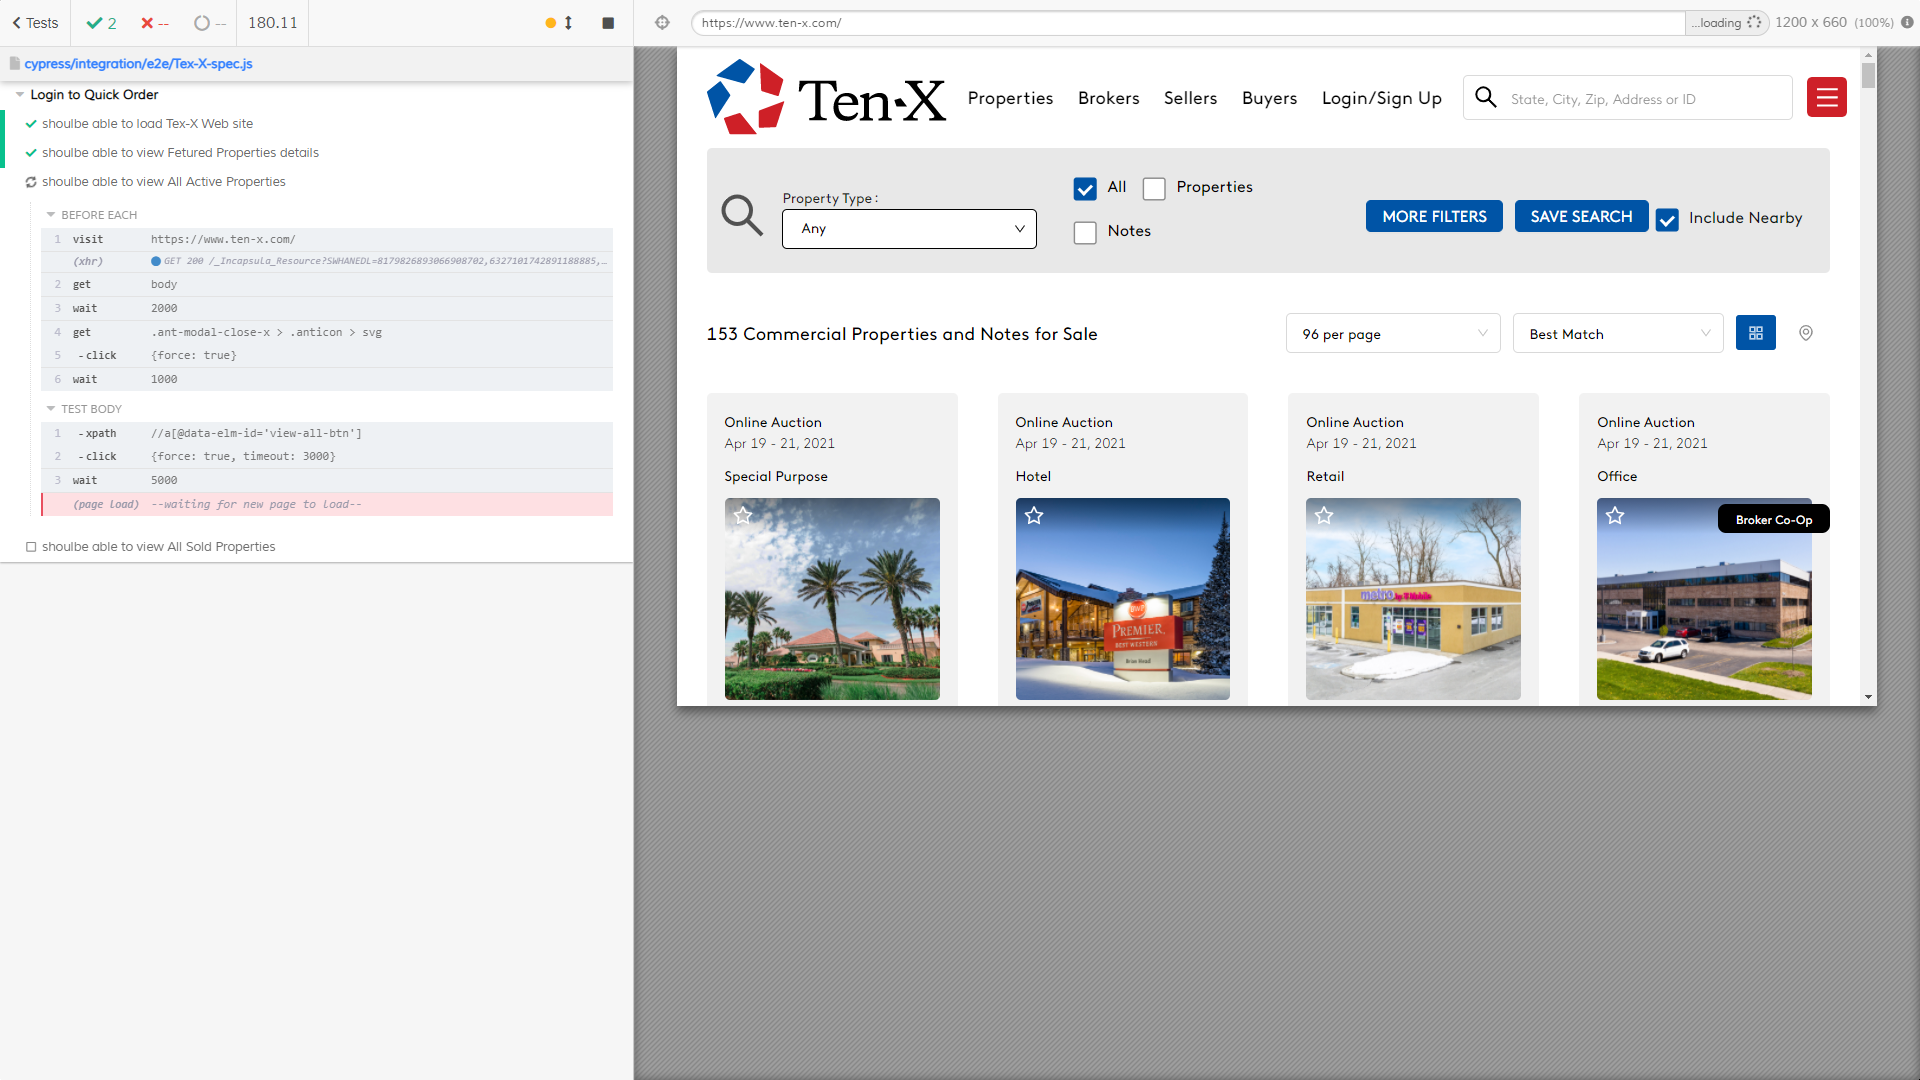 Tests
2
--
--
180.11
cypress/integration/e2e/Tex-X-spec.js
Login to Quick Order
shoulbe able to load Tex-X Web site
shoulbe able to view Fetured Properties details
shoulbe able to view All Active Properties
BEFORE EACH
1 visit https://www.ten-x.com/
(xhr) GET 200 /_Incapsula_Resource?SWHANEDL=8179826893066908702,6327101742891188885,…
2 get body
3 wait 2000
4 get .ant-modal-close-x > .anticon > svg
5 -click {force: true}
6 wait 1000
TEST BODY
1 -xpath //a[@data-elm-id='view-all-btn']
2 -click {force: true, timeout: 3000}
3 wait 5000
(page load) --waiting for new page to load--
shoulbe able to view All Sold Properties
https://www.ten-x.com/
...loading
1200 x 660 (100%)
Ten-X
Properties Brokers Sellers Buyers Login/Sign Up
State, City, Zip, Address or ID
Property Type :
Any
All
Properties
Notes
MORE FILTERS
SAVE SEARCH
Include Nearby
153 Commercial Properties and Notes for Sale
96 per page
Best Match
Online Auction
Apr 19 - 21, 2021
Special Purpose
Online Auction
Apr 19 - 21, 2021
Hotel
PREMIER
BEST WESTERN
Brian Head
Online Auction
Apr 19 - 21, 2021
Retail
metro by T Mobile
Online Auction
Apr 19 - 21, 2021
Office
Broker Co-Op